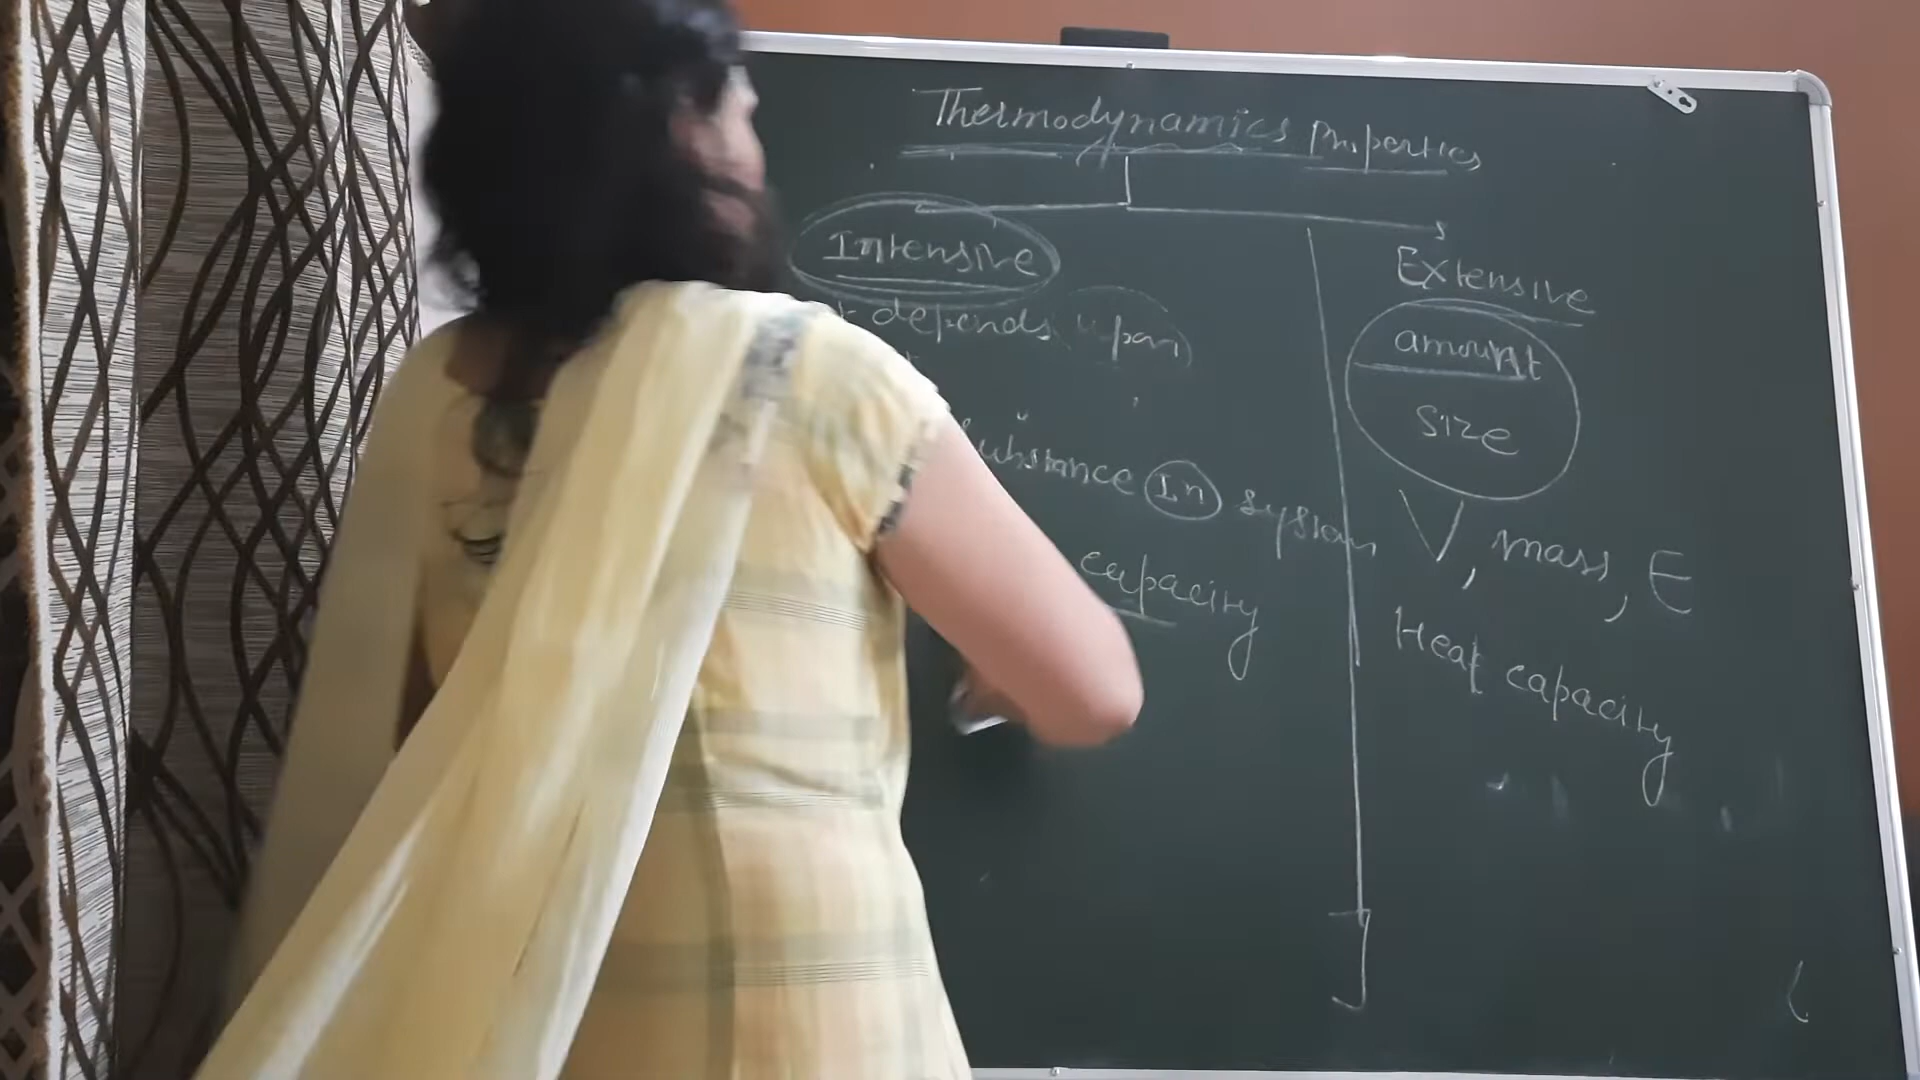 Thermodynamics Properties
Intensive
depends upon
substance In system
capacity
Extensive
amount
size
V, mass, E
Heat capacity